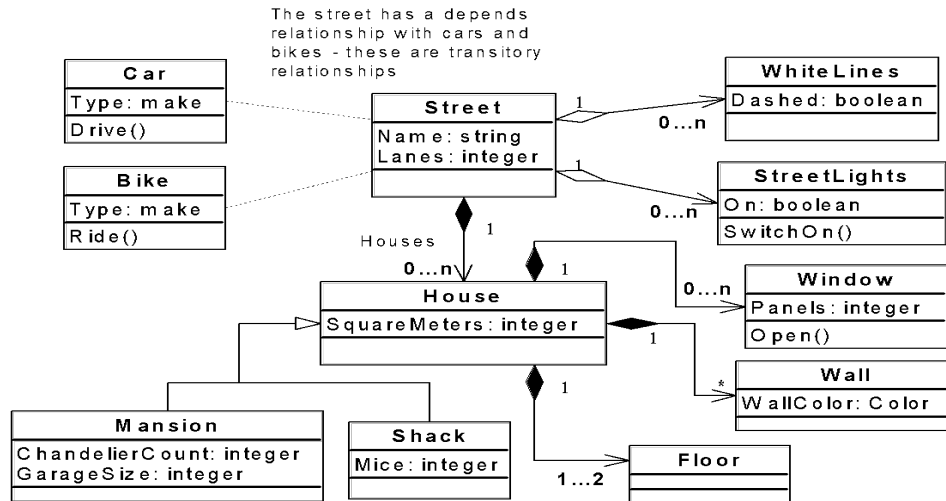 The street has a depends
relationship with cars and
bikes - these are transitory
relationships
Car
Type: make
Drive()
Bike
Type: make
Ride()
Street
Name: string
Lanes: integer
1
0...n
WhiteLines
Dashed: boolean
1
0...n
StreetLights
On: boolean
SwitchOn()
1
Houses
0...n
House
SquareMeters: integer
1
0...n
Window
Panels: integer
Open()
1
*
Wall
WallColor: Color
1
1...2
Floor
Mansion
ChandelierCount: integer
GarageSize: integer
Shack
Mice: integer